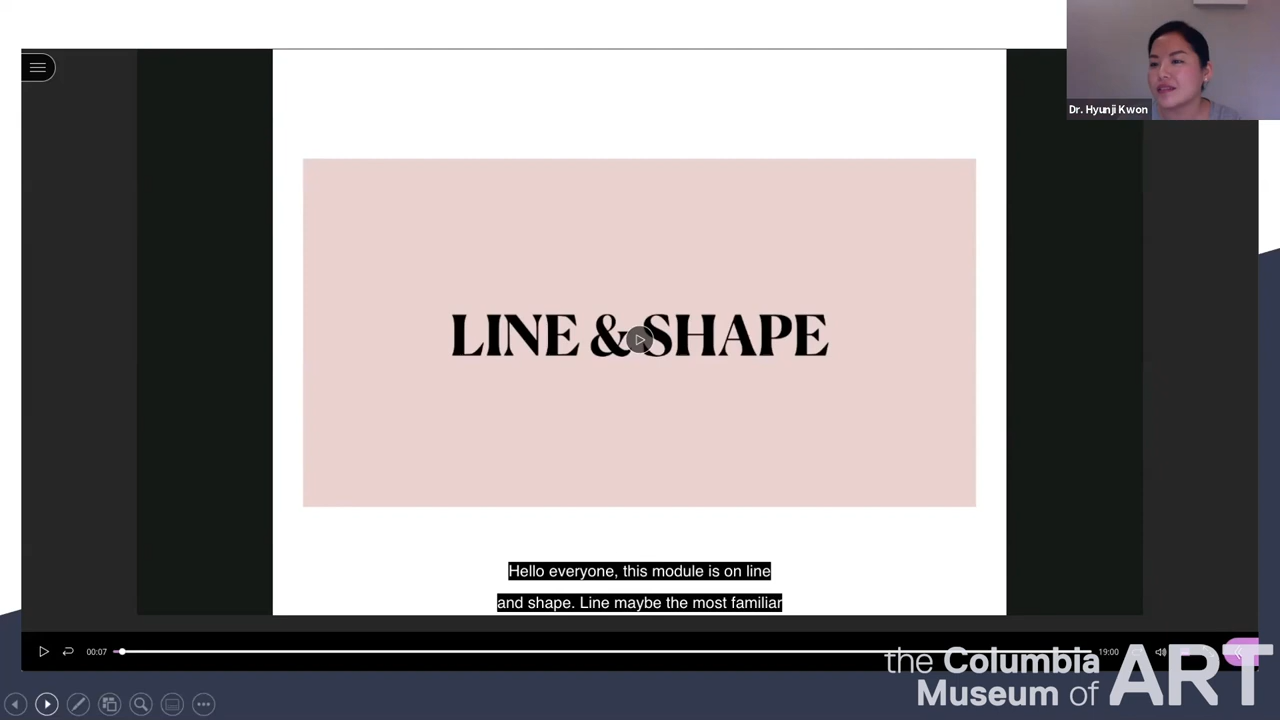 Dr. Hyunji Kwon
LINE & SHAPE
Hello everyone, this module is on line
and shape. Line maybe the most familiar
00:07
19:00
the Columbia
Museum of ART